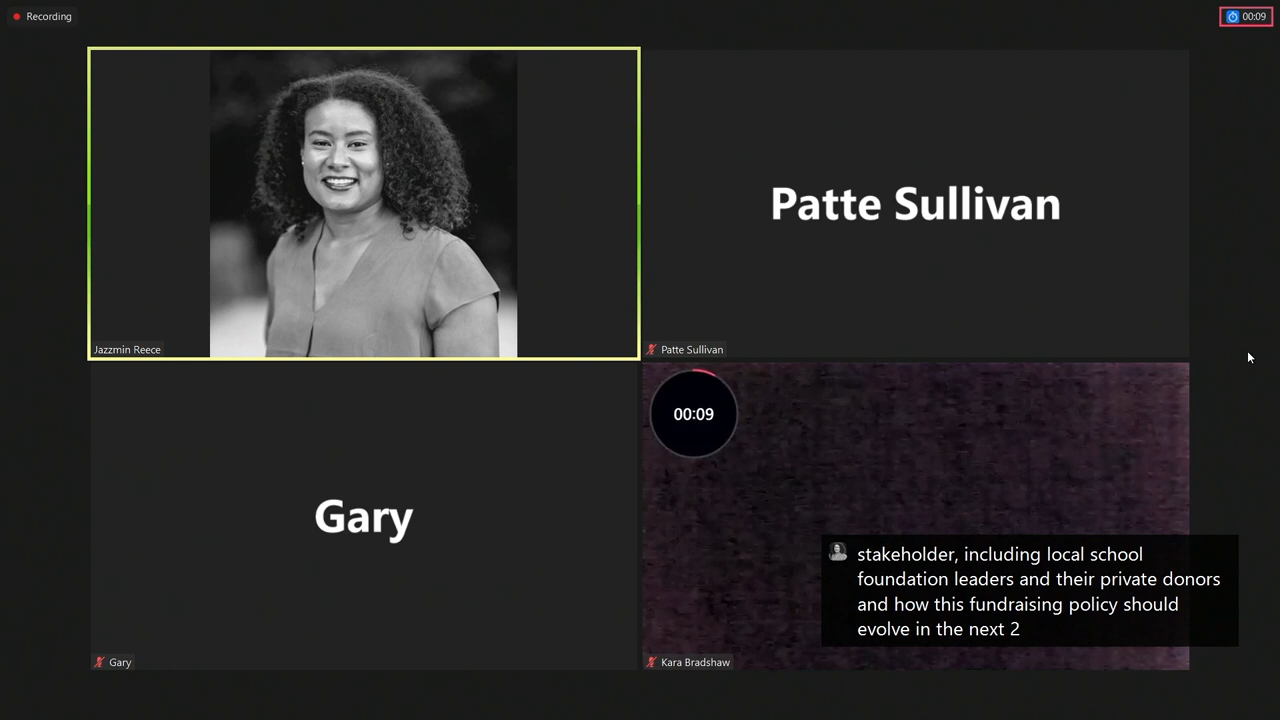 Recording
00:09
Jazzmin Reece
Patte Sullivan
Patte Sullivan
Gary
Gary
00:09
stakeholder, including local school
foundation leaders and their private donors
and how this fundraising policy should
evolve in the next 2
Kara Bradshaw